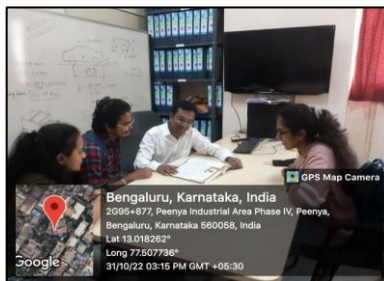 GPS Map Camera
Bengaluru, Karnataka, India
2G95+877, Peenya Industrial Area Phase IV, Peenya,
Bengaluru, Karnataka 560058, India
Lat 13.018262°
Long 77.507736°
31/10/22 03:15 PM GMT +05:30
Google